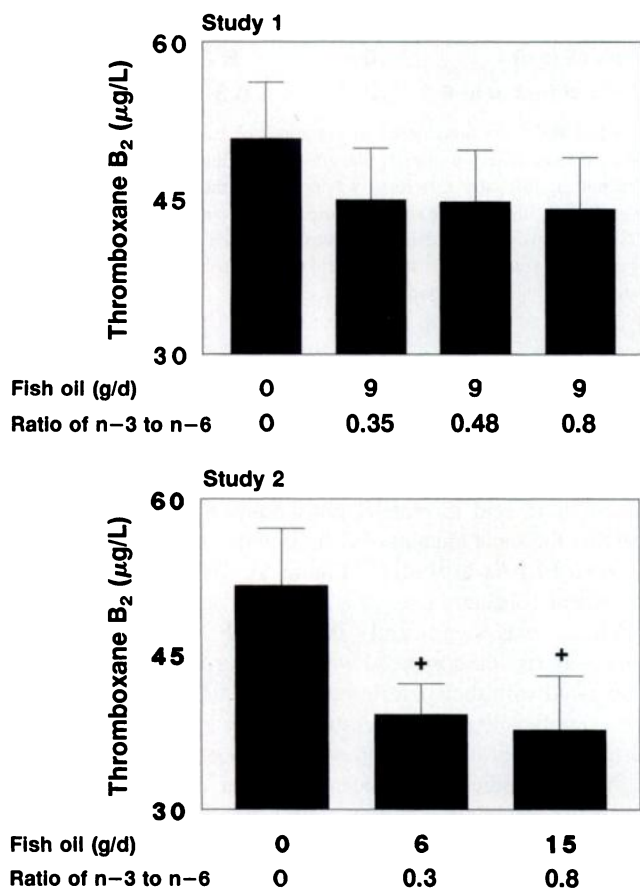 Study 1
Thromboxane B₂ (µg/L)
60
45
30
Fish oil (g/d) 0 9 9 9
Ratio of n–3 to n–6 0 0.35 0.48 0.8
Study 2
Thromboxane B₂ (µg/L)
60
45
30
+ +
Fish oil (g/d) 0 6 15
Ratio of n–3 to n–6 0 0.3 0.8